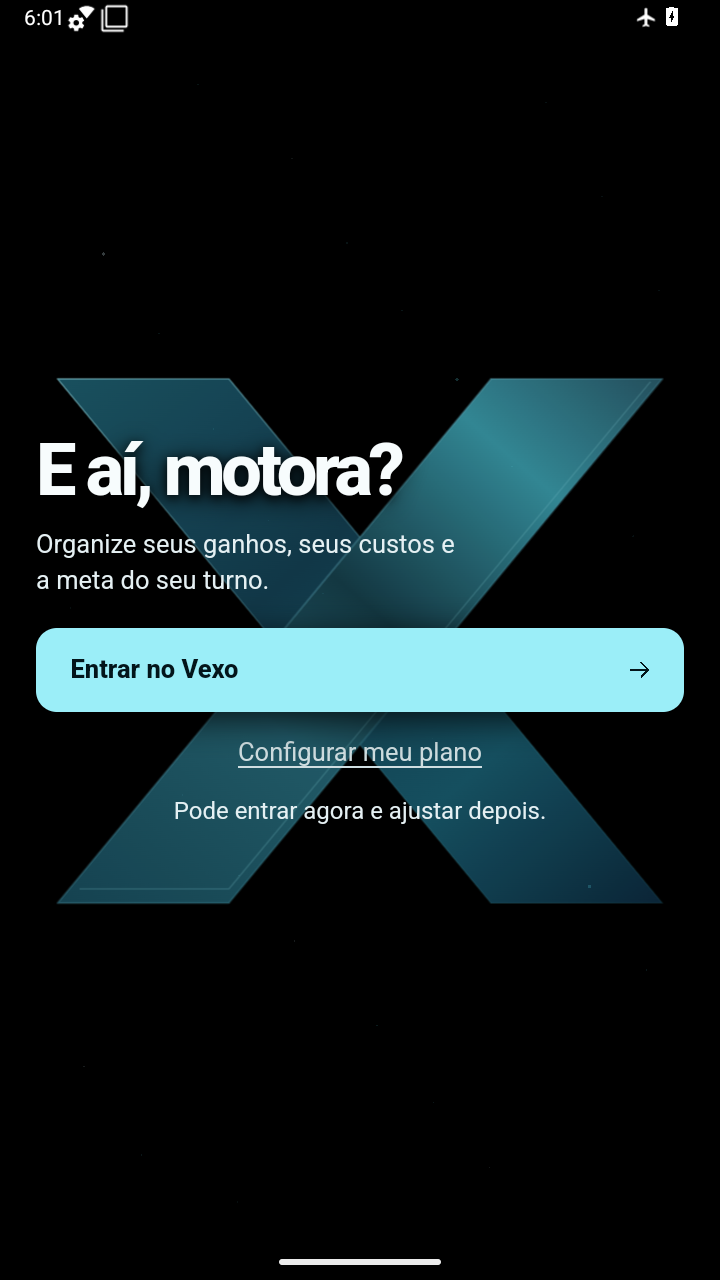 6:01
E aí, motora?
Organize seus ganhos, seus custos e
a meta do seu turno.
Entrar no Vexo
Configurar meu plano
Pode entrar agora e ajustar depois.